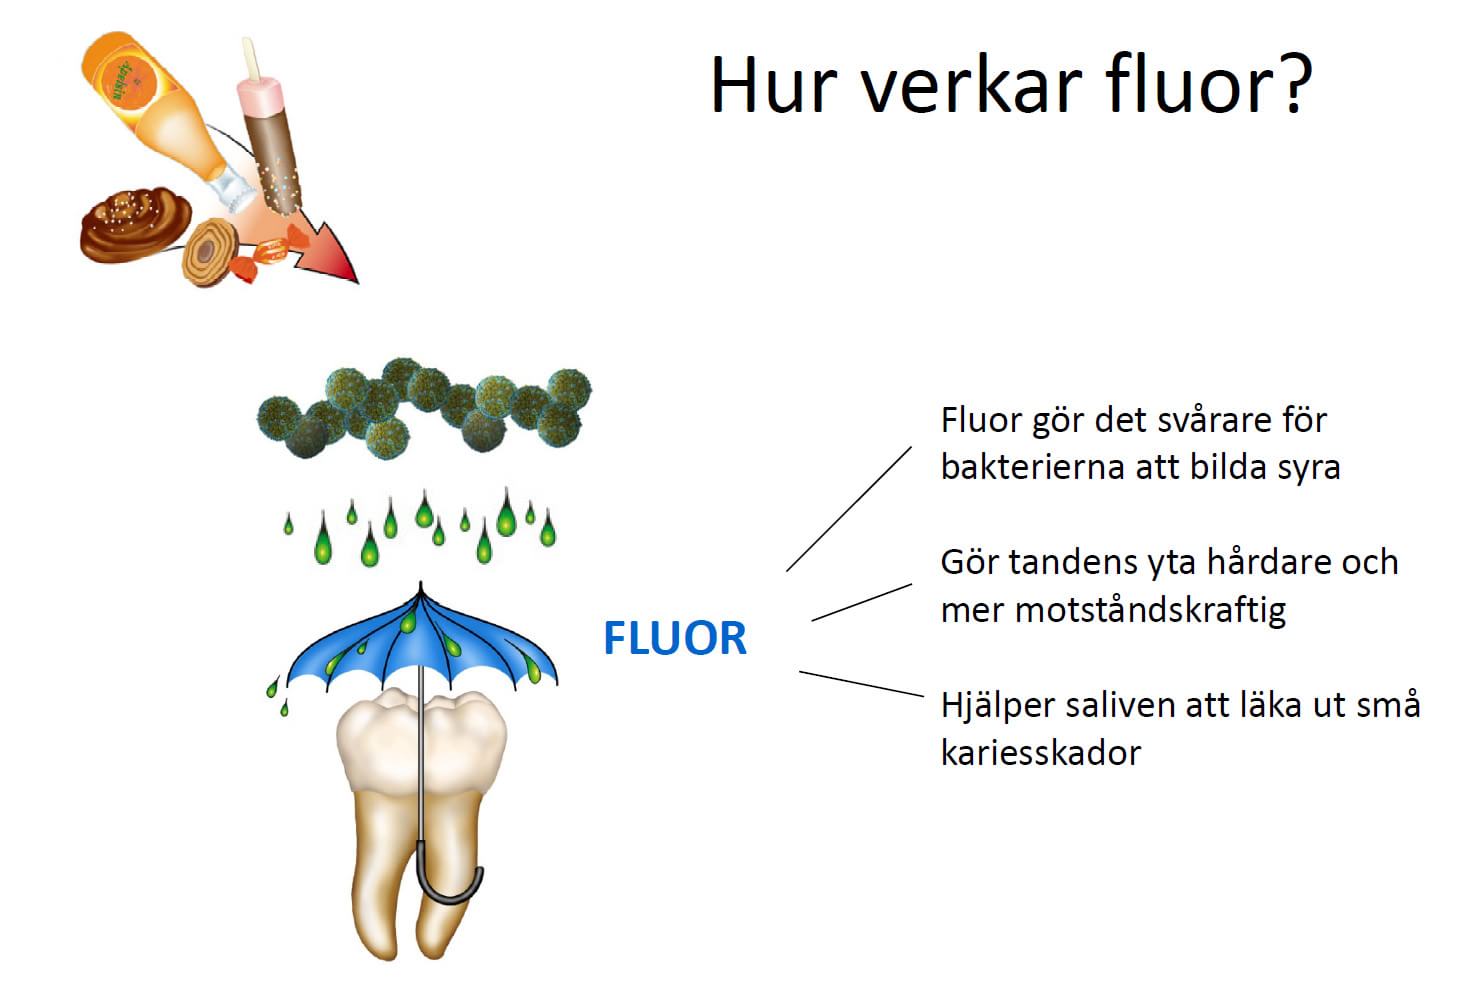 Hur verkar fluor?
Apelsin
Fluor gör det svårare för
bakterierna att bilda syra
Gör tandens yta hårdare och
mer motståndskraftig
FLUOR
Hjälper saliven att läka ut små
kariesskador